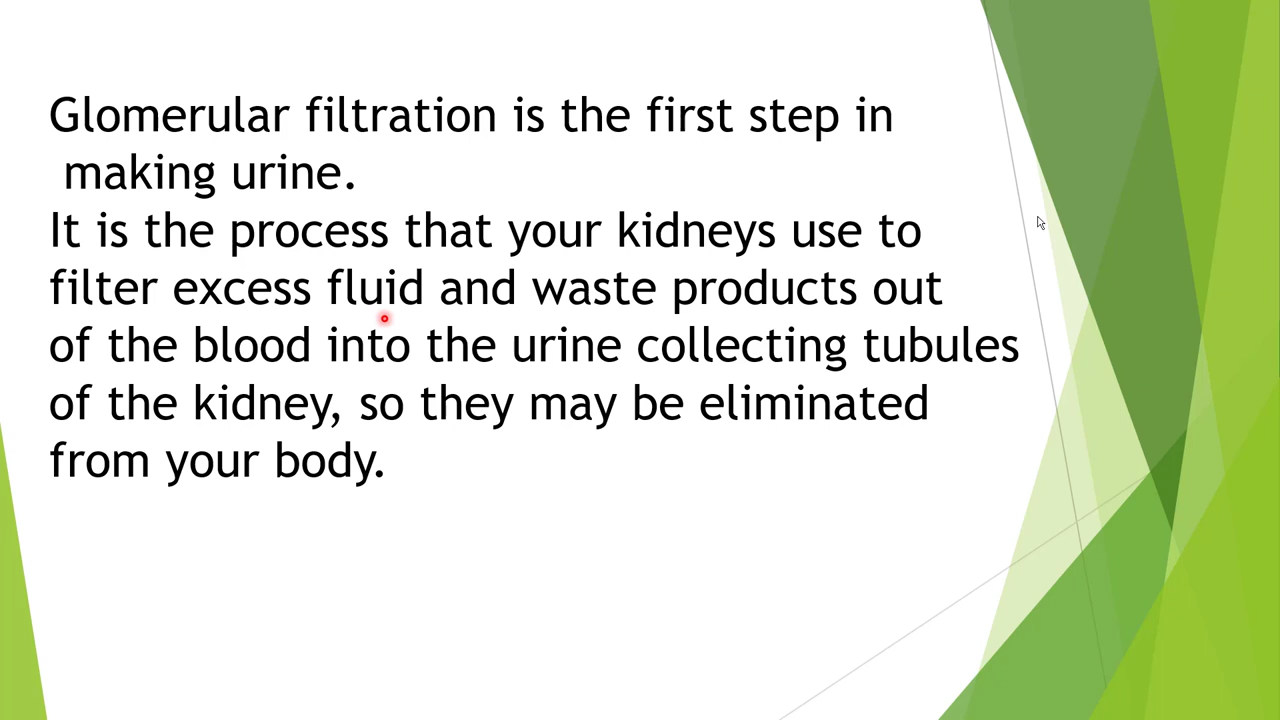 Glomerular filtration is the first step in
making urine.
It is the process that your kidneys use to
filter excess fluid and waste products out
of the blood into the urine collecting tubules
of the kidney, so they may be eliminated
from your body.